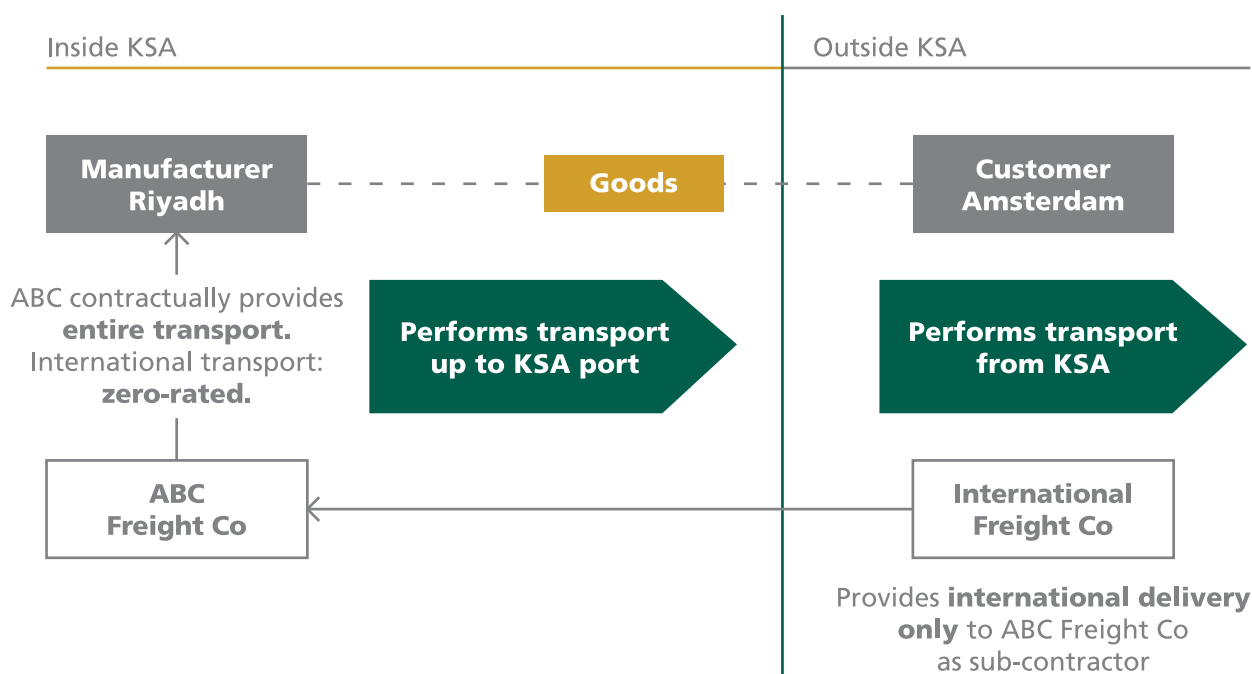 Inside KSA
Outside KSA
Manufacturer
Riyadh
Goods
Customer
Amsterdam
ABC contractually provides
entire transport.
International transport:
zero-rated.
Performs transport
up to KSA port
Performs transport
from KSA
ABC
Freight Co
International
Freight Co
Provides international delivery
only to ABC Freight Co
as sub-contractor